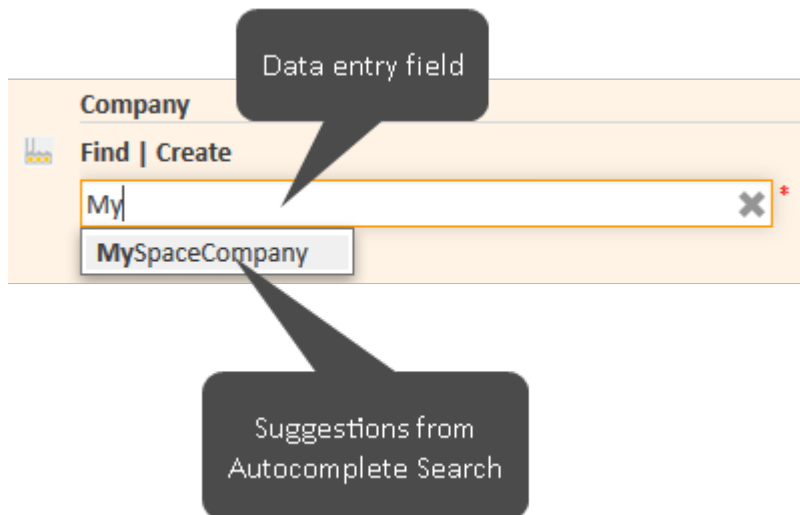 Data entry field
Company
Find | Create
My
*
MySpaceCompany
Suggestions from
Autocomplete Search